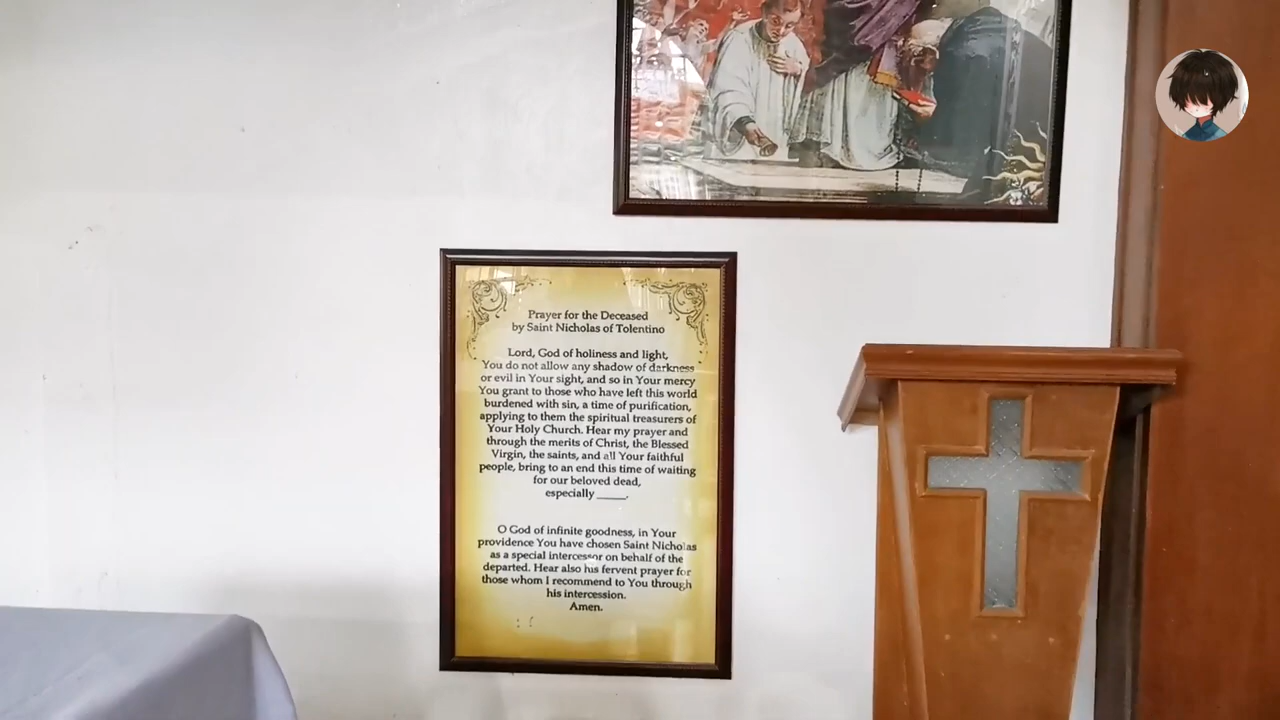 Prayer for the Deceased
by Saint Nicholas of Tolentino
Lord, God of holiness and light,
You do not allow any shadow of darkness
or evil in Your sight, and so in Your mercy
You grant to those who have left this world
burdened with sin, a time of purification,
applying to them the spiritual treasurers of
Your Holy Church. Hear my prayer and
through the merits of Christ, the Blessed
Virgin, the saints, and all Your faithful
people, bring to an end this time of waiting
for our beloved dead,
especially _____.
O God of infinite goodness, in Your
providence You have chosen Saint Nicholas
as a special intercessor on behalf of the
departed. Hear also his fervent prayer for
those whom I recommend to You through
his intercession.
Amen.